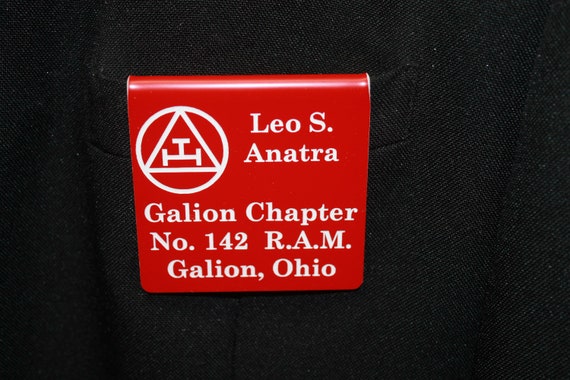 Leo S.
Anatra
Galion Chapter
No. 142 R.A.M.
Galion, Ohio